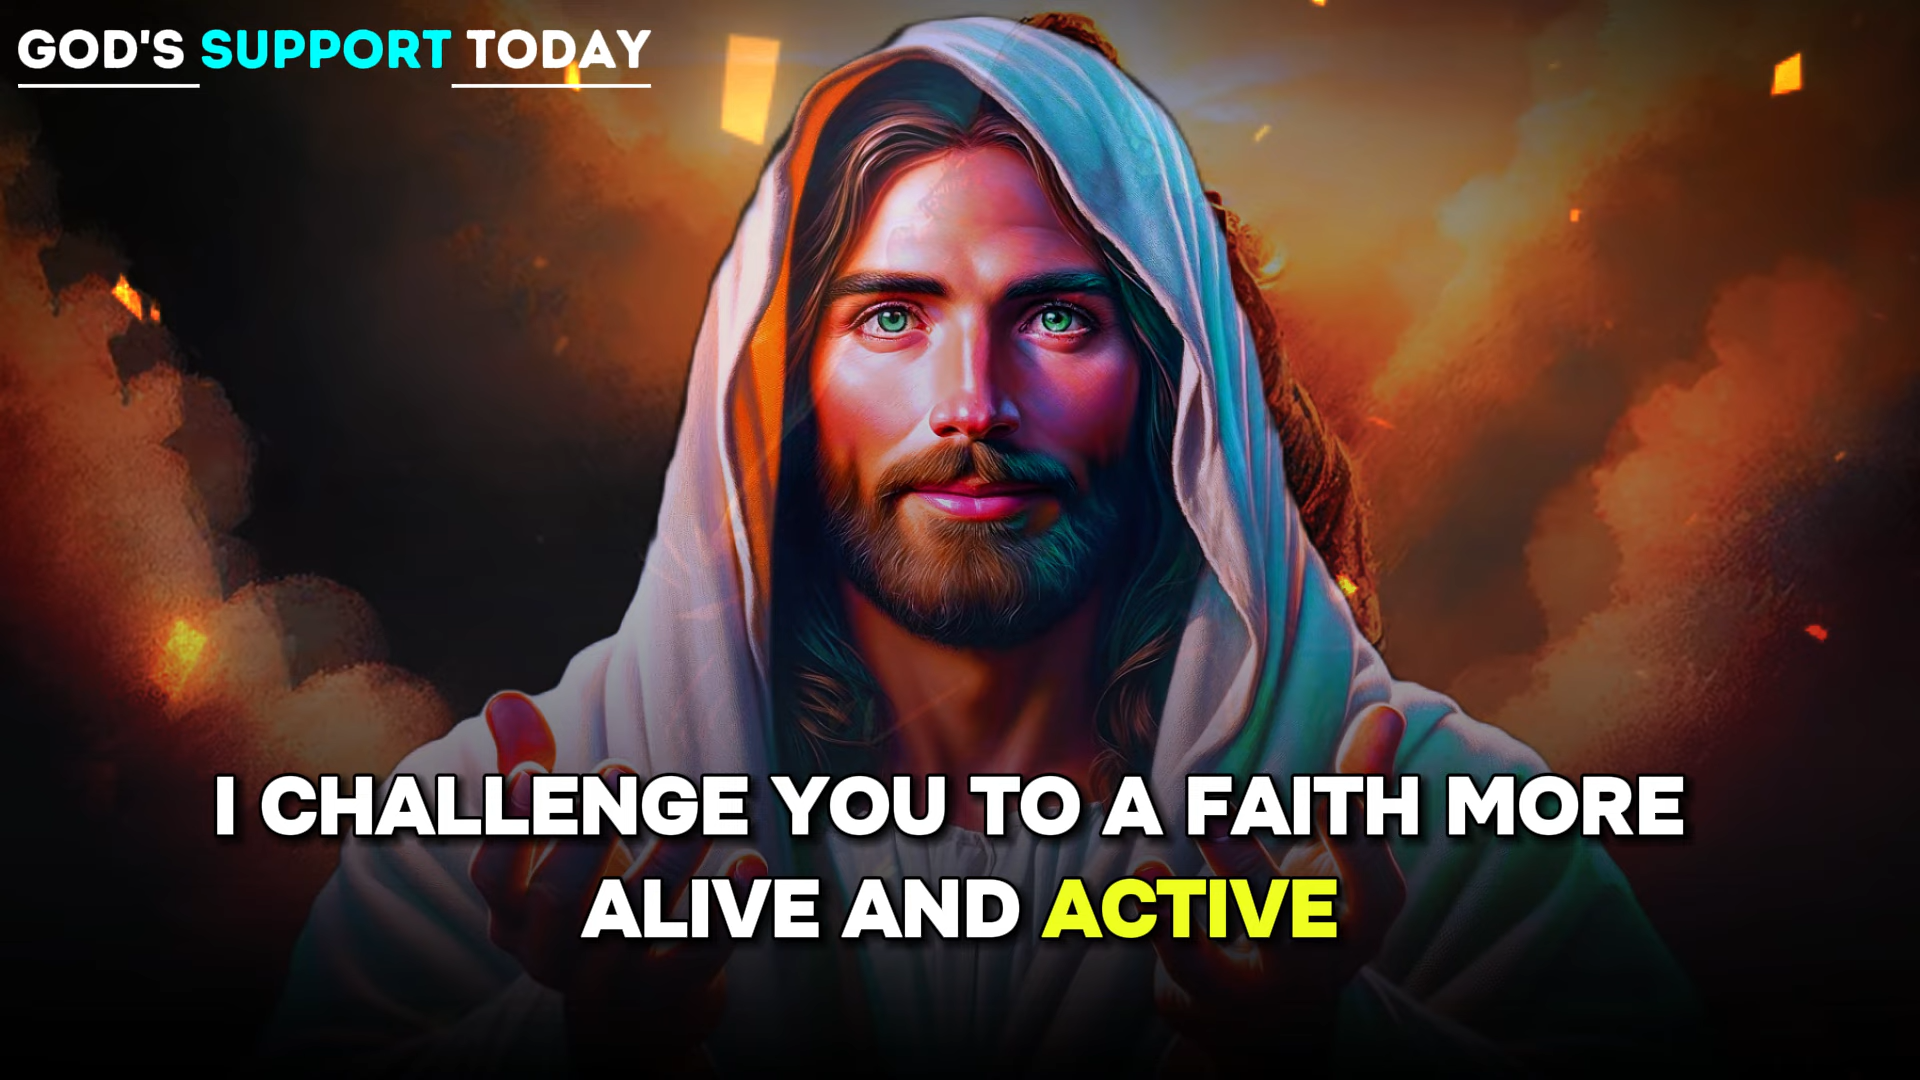 GOD'S SUPPORT TODAY
I CHALLENGE YOU TO A FAITH MORE
ALIVE AND ACTIVE